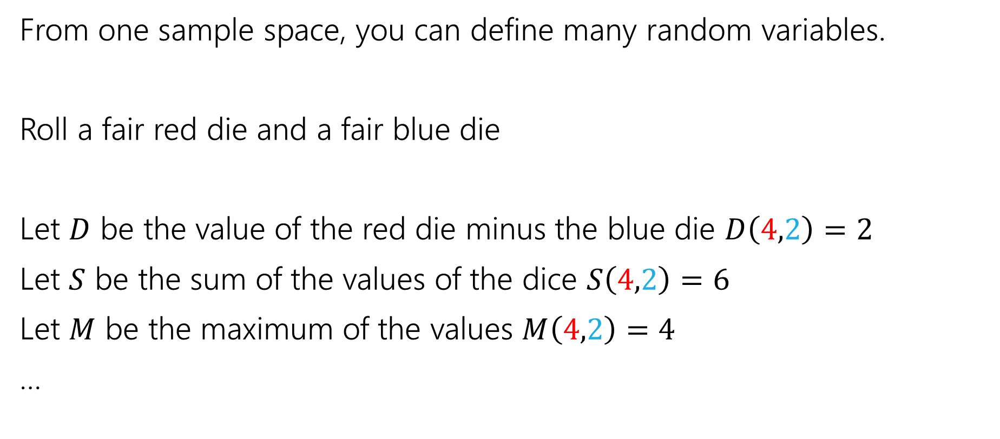 From one sample space, you can define many random variables.
Roll a fair red die and a fair blue die
Let D be the value of the red die minus the blue die D(4,2) = 2
Let S be the sum of the values of the dice S(4,2) = 6
Let M be the maximum of the values M(4,2) = 4
…